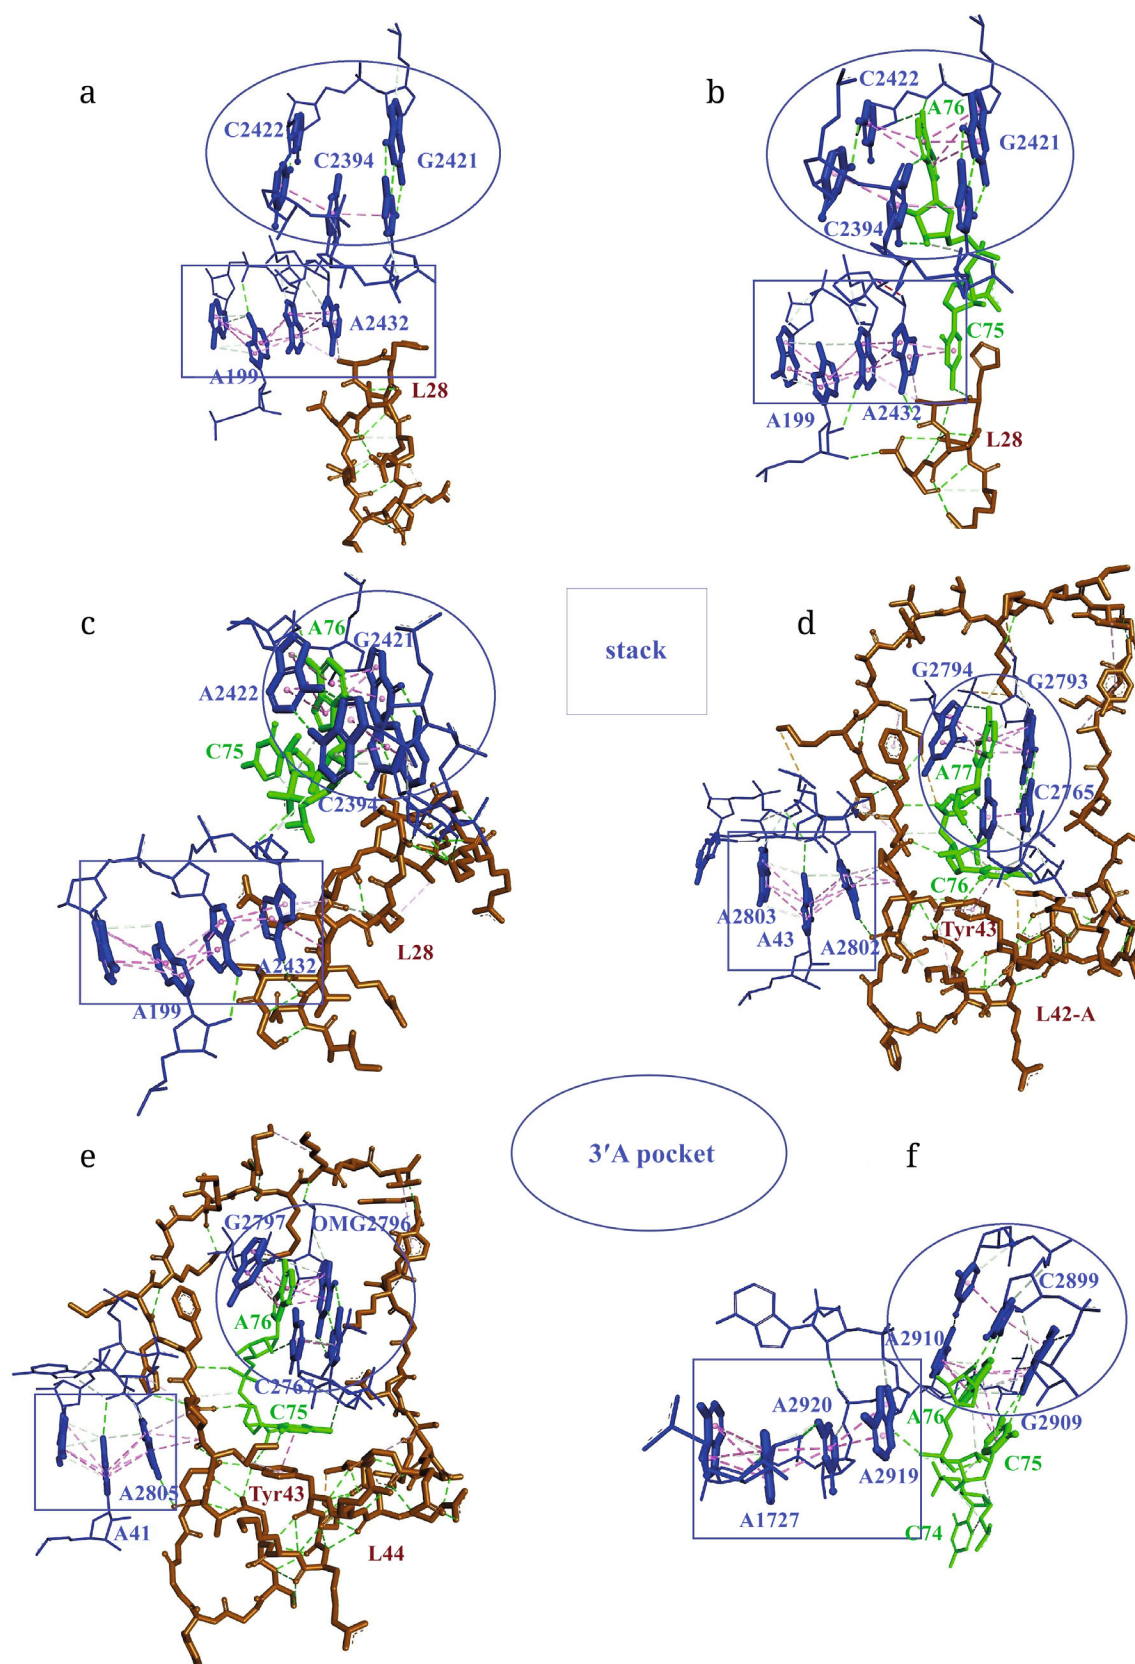 a
C2422
C2394
G2421
A2432
A199
L28
b
C2422
A76
G2421
C2394
C75
A199
A2432
L28
c
A76
G2421
A2422
C75
C2394
A2432
A199
L28
stack
d
G2794
G2793
A77
C2765
C76
A2803
A43
A2802
Tyr43
L42-A
3′A pocket
e
G2797
OMG2796
A76
C2767
C75
A2805
A41
Tyr43
L44
f
C2899
A2910
A76
G2909
A2920
A2919
C75
A1727
C74